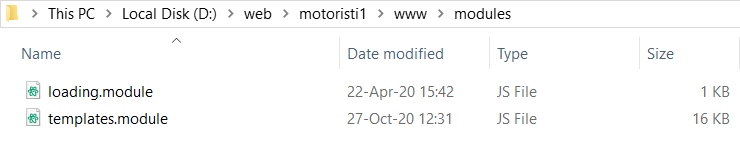 This PC > Local Disk (D:) > web > motoristi1 > www > modules
Name Date modified Type Size
loading.module 22-Apr-20 15:42 JS File 1 KB
templates.module 27-Oct-20 12:31 JS File 16 KB